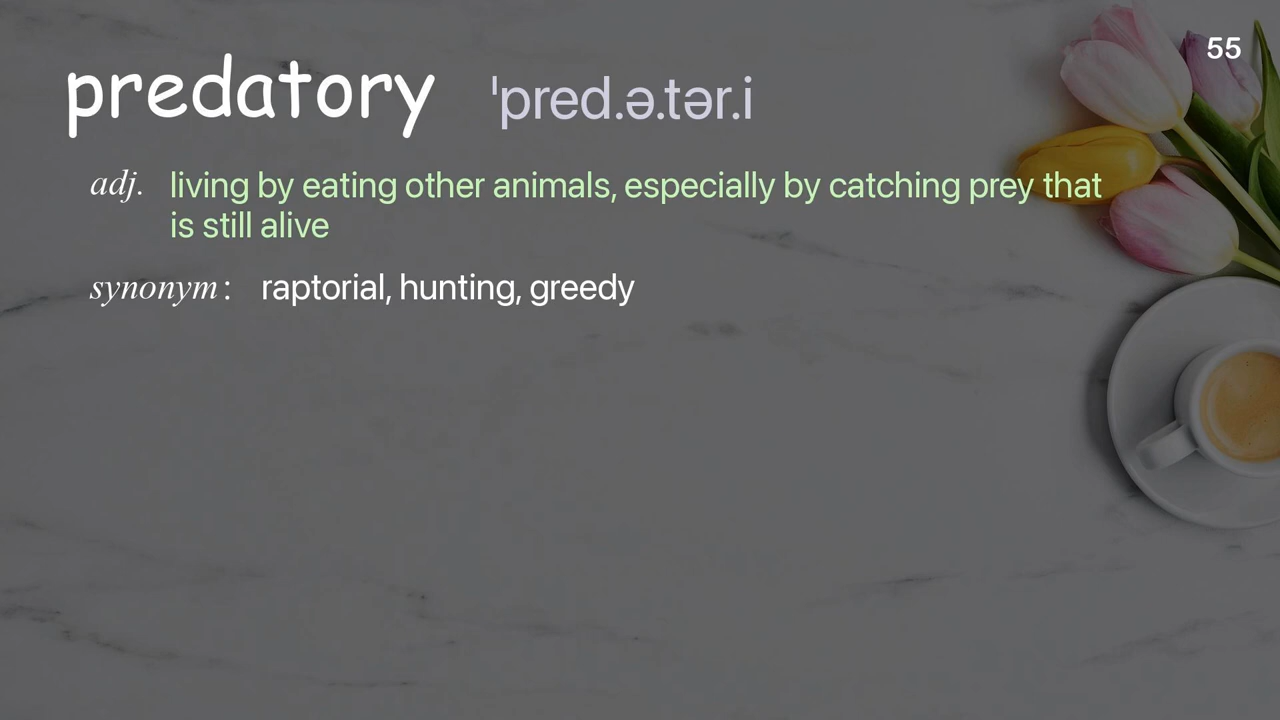 55
predatory ˈpred.ə.tər.i
adj. living by eating other animals, especially by catching prey that
is still alive
synonym: raptorial, hunting, greedy